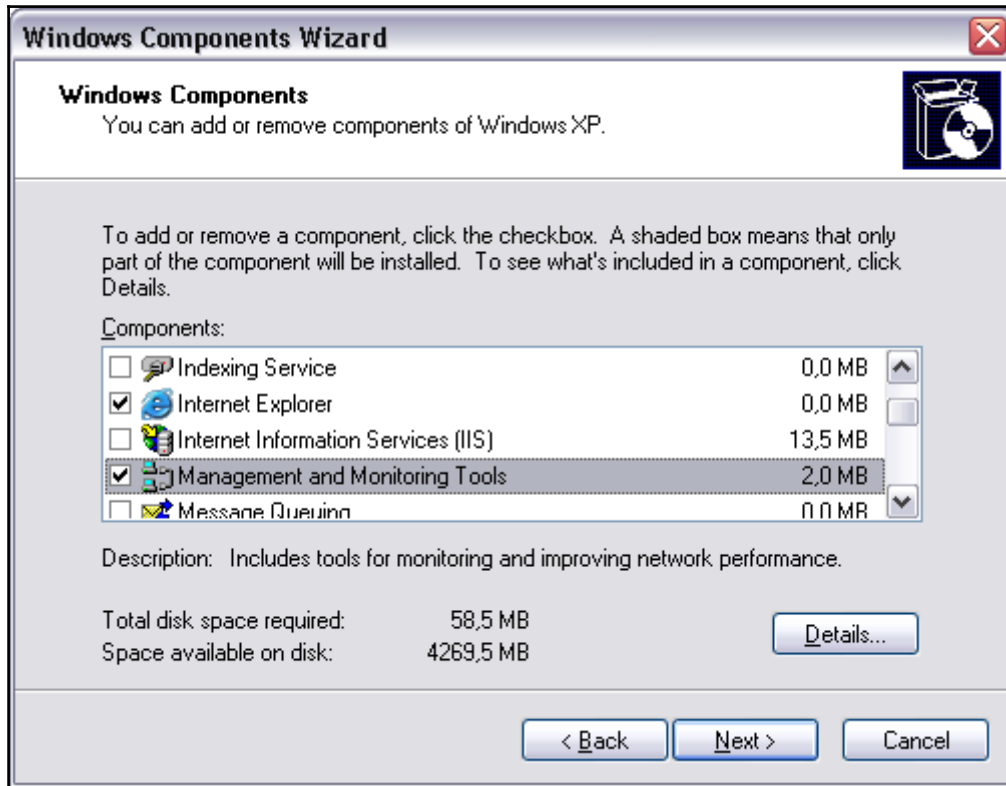 Windows Components Wizard
Windows Components
You can add or remove components of Windows XP.
To add or remove a component, click the checkbox. A shaded box means that only
part of the component will be installed. To see what's included in a component, click
Details.
Components:
Indexing Service 0,0 MB
Internet Explorer 0,0 MB
Internet Information Services (IIS) 13,5 MB
Management and Monitoring Tools 2,0 MB
Message Queuing 0,0 MB
Description: Includes tools for monitoring and improving network performance.
Total disk space required: 58,5 MB
Space available on disk: 4269,5 MB
Details...
< Back Next > Cancel